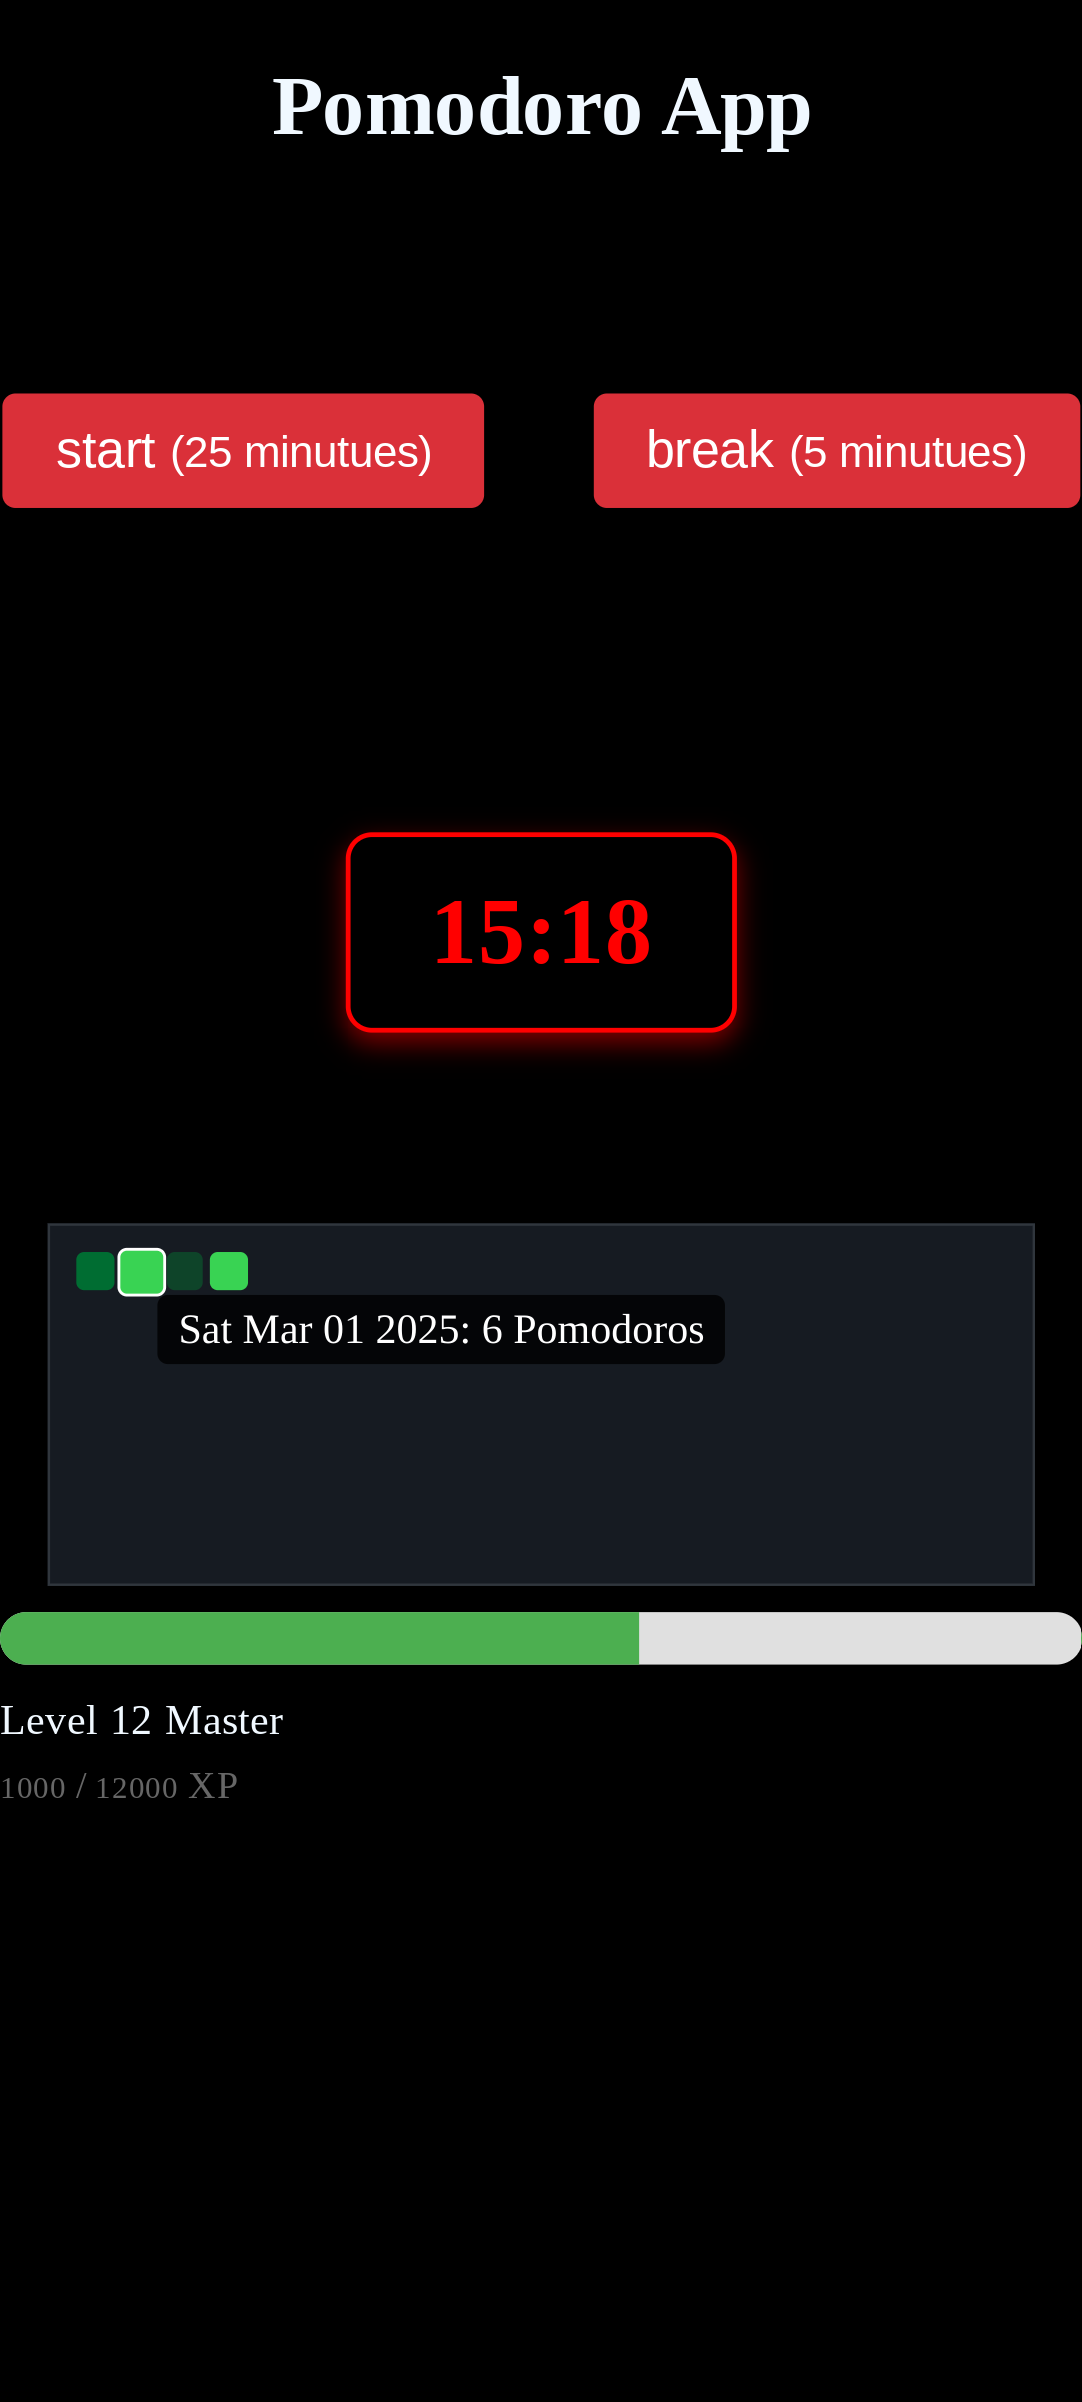 Pomodoro App
start (25 minutues)
break (5 minutues)
15:18
Sat Mar 01 2025: 6 Pomodoros
Level 12 Master
1000 / 12000 XP